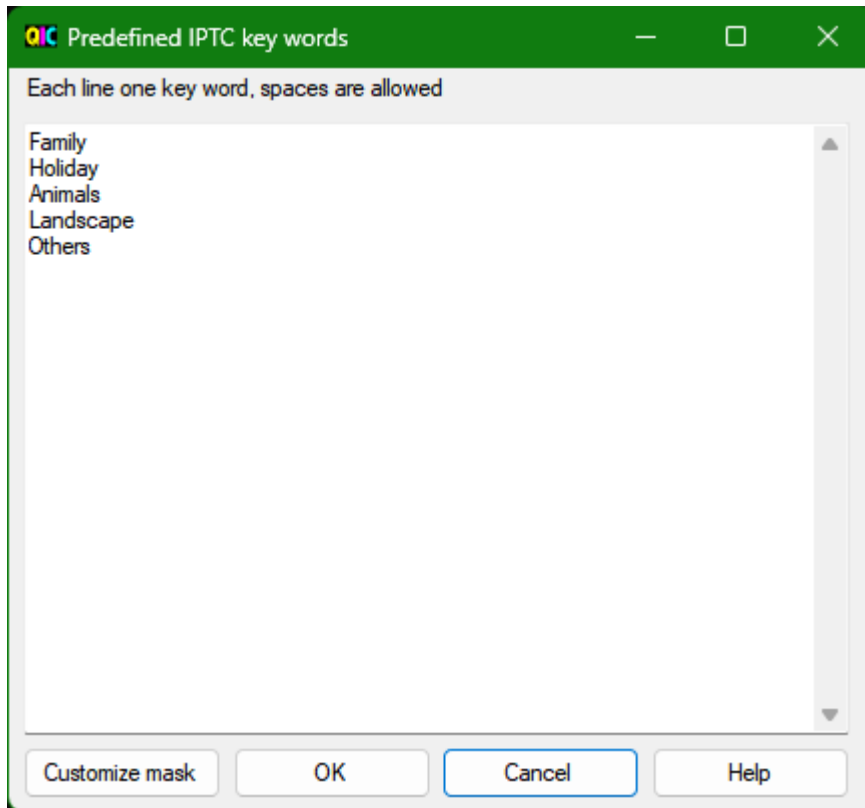 QIC Predefined IPTC key words
Each line one key word, spaces are allowed
Family
Holiday
Animals
Landscape
Others
Customize mask OK Cancel Help